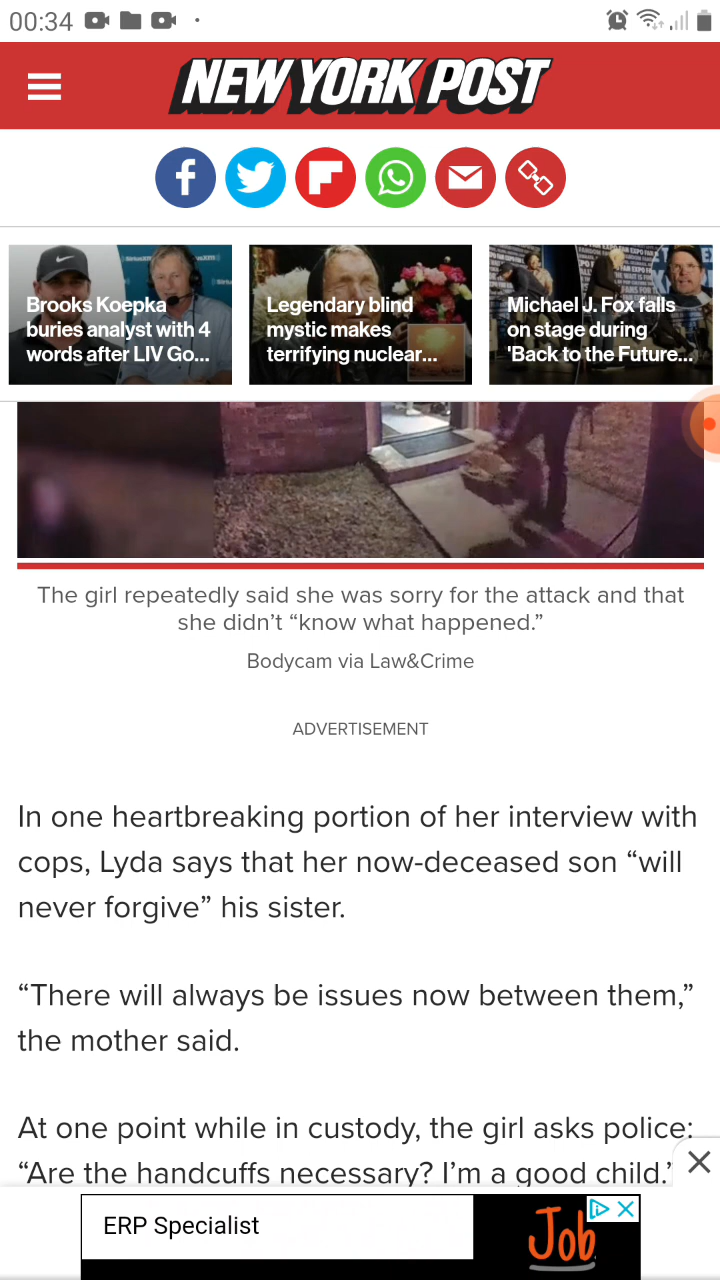 00:34
NEW YORK POST
Brooks Koepka
buries analyst with 4
words after LIV Go...
Legendary blind
mystic makes
terrifying nuclear...
Michael J. Fox falls
on stage during
'Back to the Future...
The girl repeatedly said she was sorry for the attack and that
she didn’t “know what happened.”
Bodycam via Law&Crime
ADVERTISEMENT
In one heartbreaking portion of her interview with
cops, Lyda says that her now-deceased son “will
never forgive” his sister.
“There will always be issues now between them,”
the mother said.
At one point while in custody, the girl asks police:
“Are the handcuffs necessary? I’m a good child.”
ERP Specialist
Job